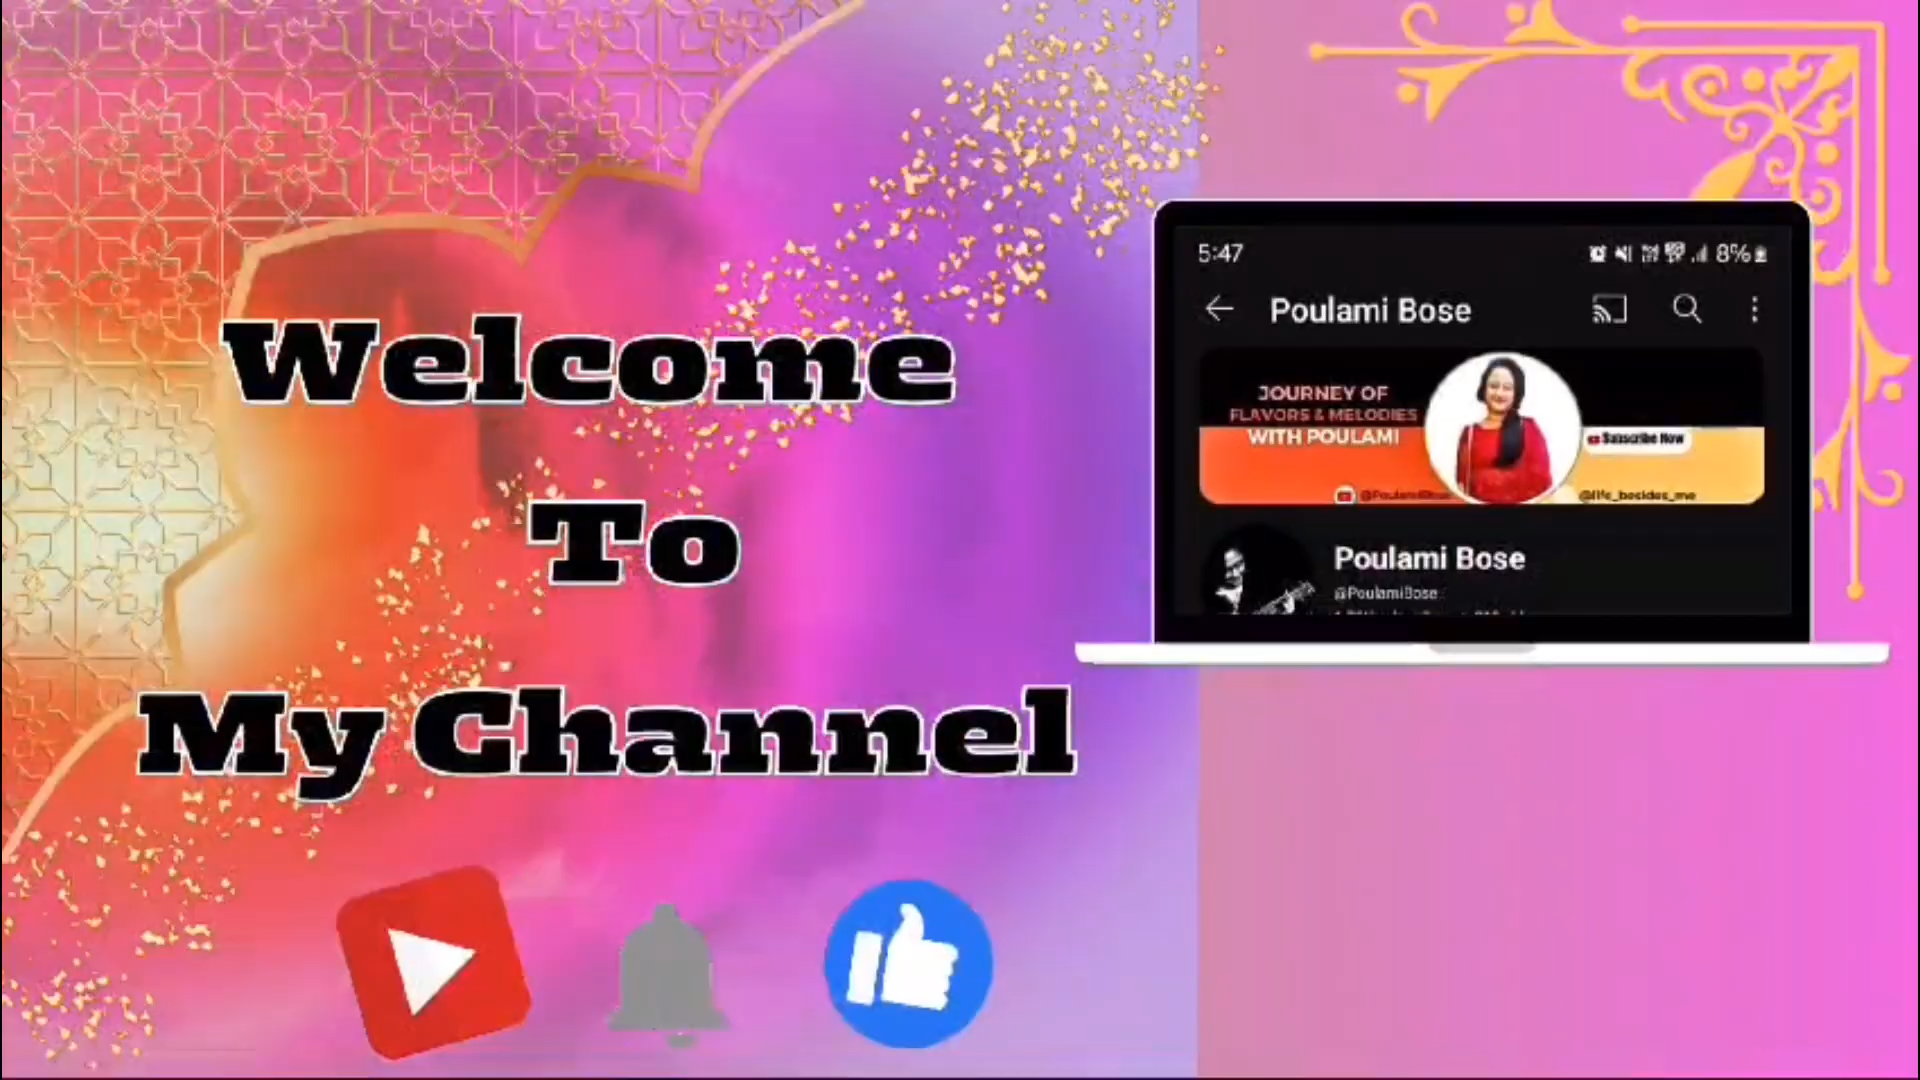 Welcome
To
My Channel
5:47
8%
Poulami Bose
JOURNEY OF
FLAVORS & MELODIES
WITH POULAMI
Subscribe Now
@life_besides_me
Poulami Bose
@PoulamiBose